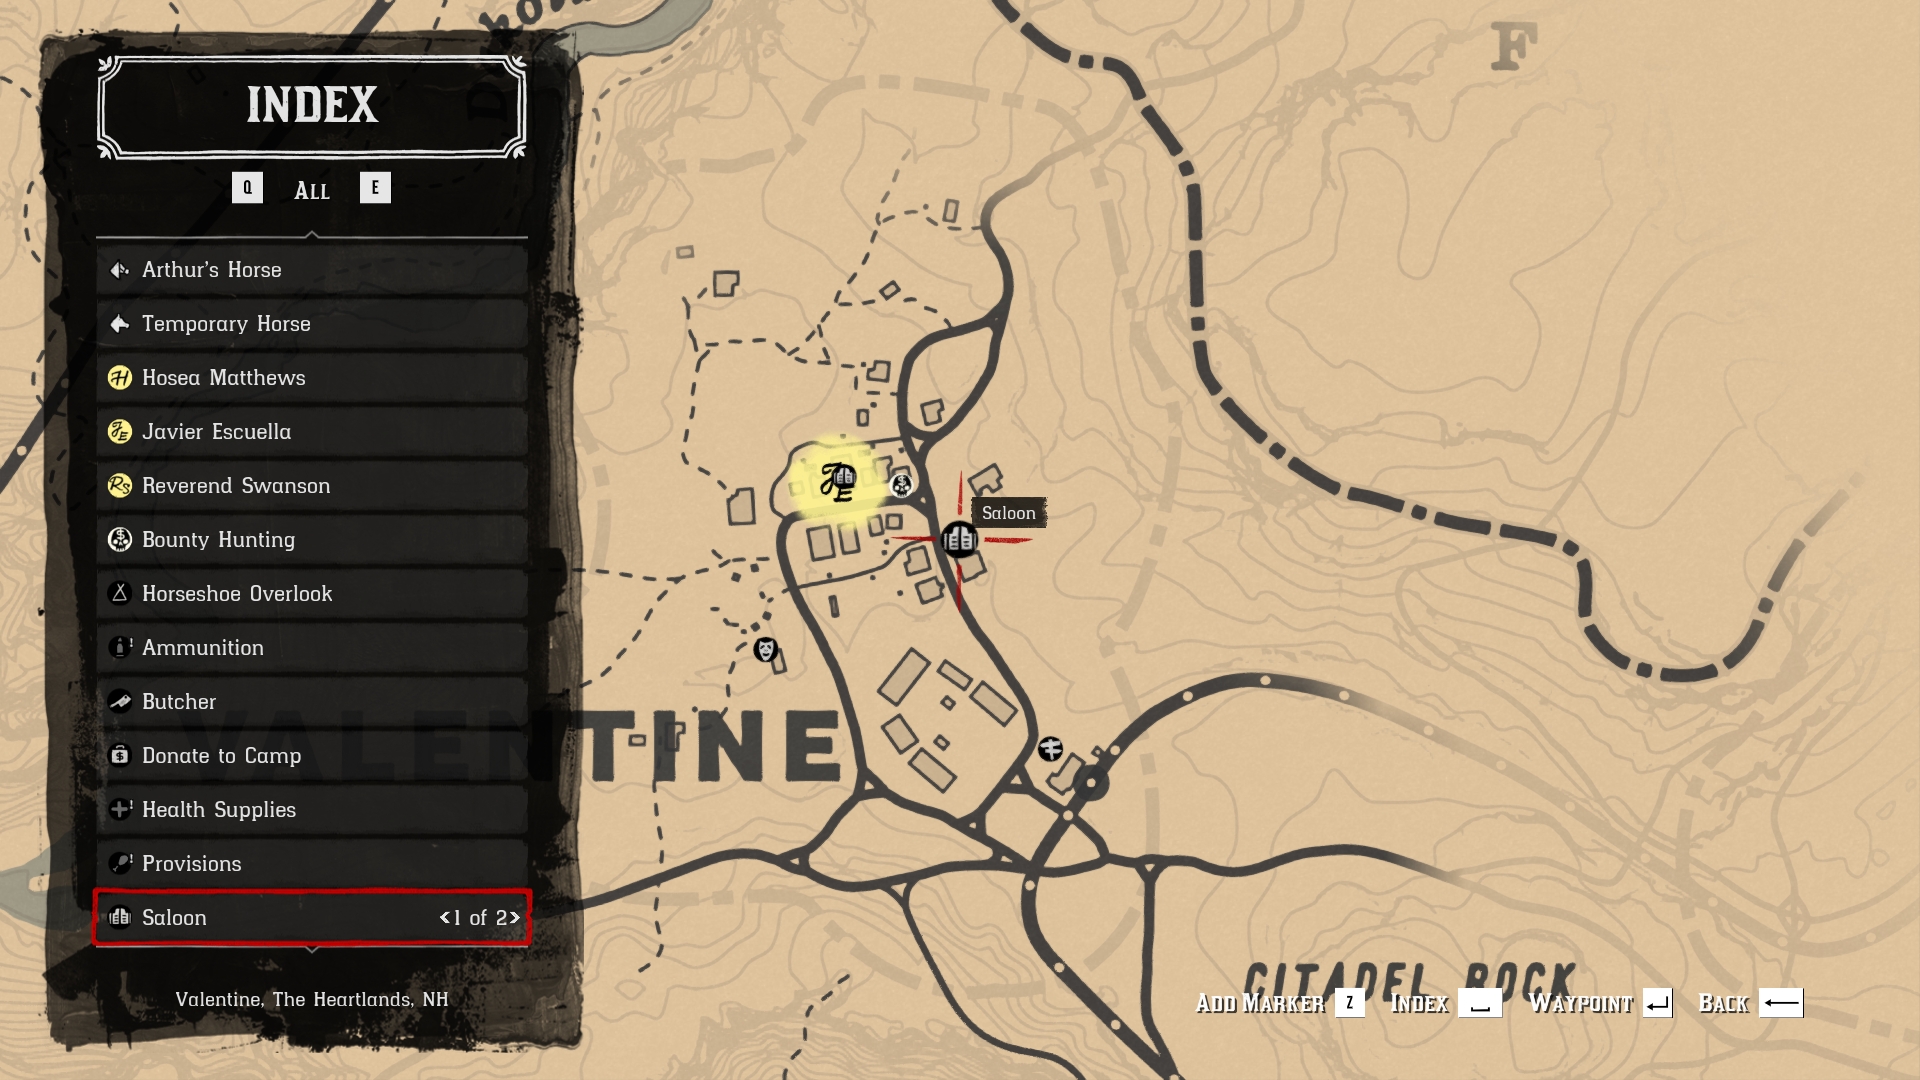 INDEX
Q ALL E
Arthur's Horse
Temporary Horse
Hosea Matthews
Javier Escuella
Reverend Swanson
Bounty Hunting
Horseshoe Overlook
Ammunition
Butcher
Donate to Camp
Health Supplies
Provisions
Saloon <1 of 2>
Valentine, The Heartlands, NH
F
JE
Saloon
VALENTINE
CITADEL ROCK
ADD MARKER Z INDEX WAYPOINT BACK